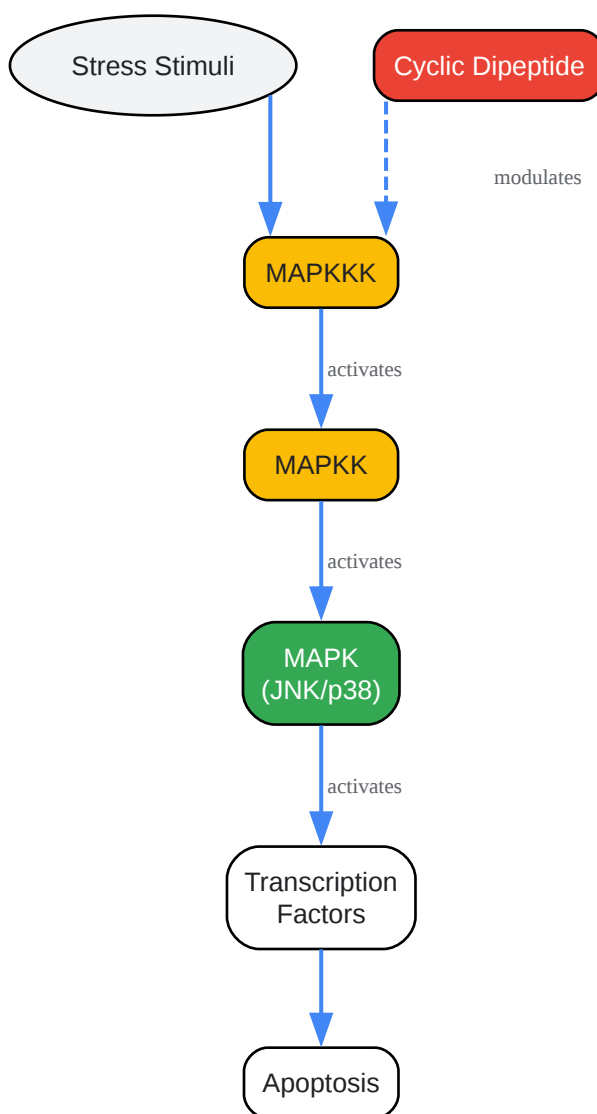 Stress Stimuli
Cyclic Dipeptide
modulates
MAPKKK
activates
MAPKK
activates
MAPK
(JNK/p38)
activates
Transcription
Factors
Apoptosis